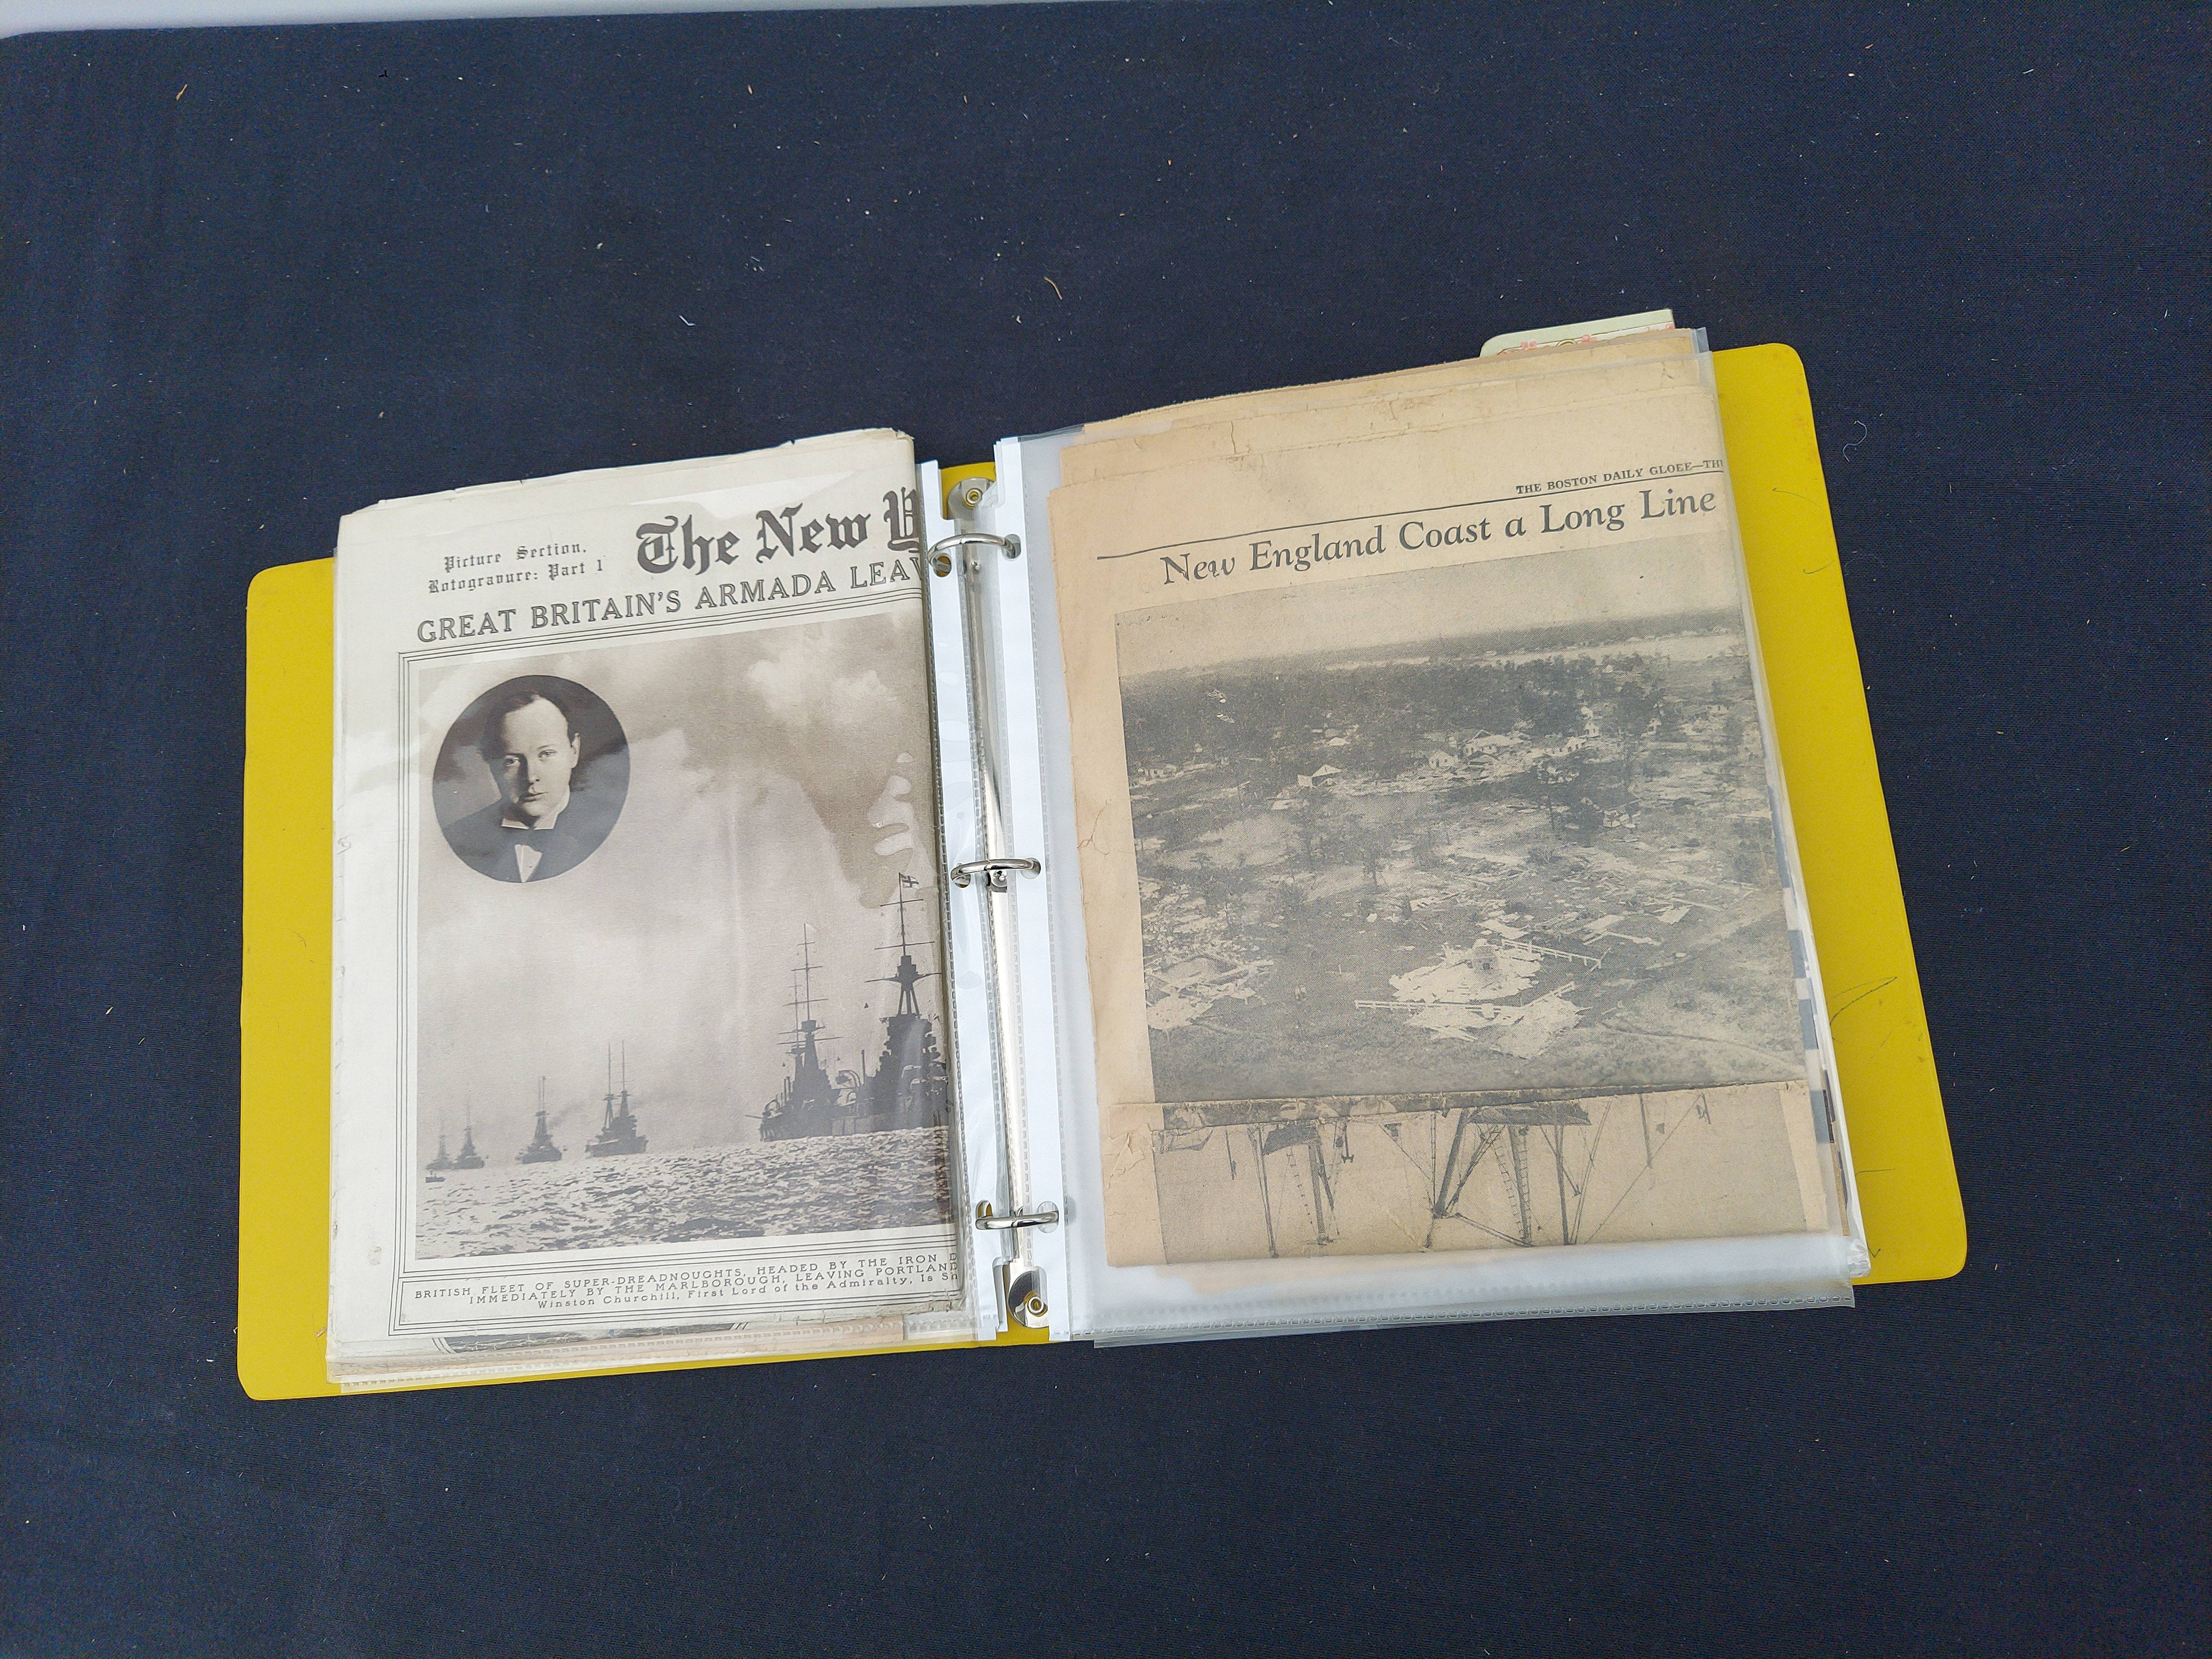 Picture Section.
Rotogravure: Part 1
The New Y
GREAT BRITAIN'S ARMADA LEAV
BRITISH FLEET OF SUPER-DREADNOUGHTS, HEADED BY THE IRON D
IMMEDIATELY BY THE MARLBOROUGH, LEAVING PORTLAND
Winston Churchill, First Lord of the Admiralty, Is Sh
THE BOSTON DAILY GLOBE—TH
New England Coast a Long Line